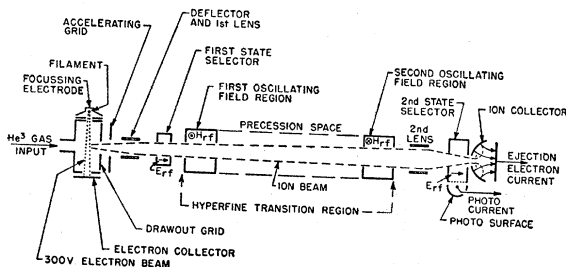 DEFLECTOR
AND 1st LENS
ACCELERATING
GRID
FILAMENT
FOCUSSING
ELECTRODE
FIRST STATE
SELECTOR
FIRST OSCILLATING
FIELD REGION
SECOND OSCILLATING
FIELD REGION
2nd STATE
SELECTOR
ION COLLECTOR
2nd
LENS
⊙Hrf
PRECESSION SPACE
⊙Hrf
He³ GAS
INPUT
Erf
ION BEAM
EJECTION
ELECTRON
CURRENT
Erf
HYPERFINE TRANSITION REGION
PHOTO
CURRENT
PHOTO SURFACE
DRAWOUT GRID
ELECTRON COLLECTOR
300V ELECTRON BEAM